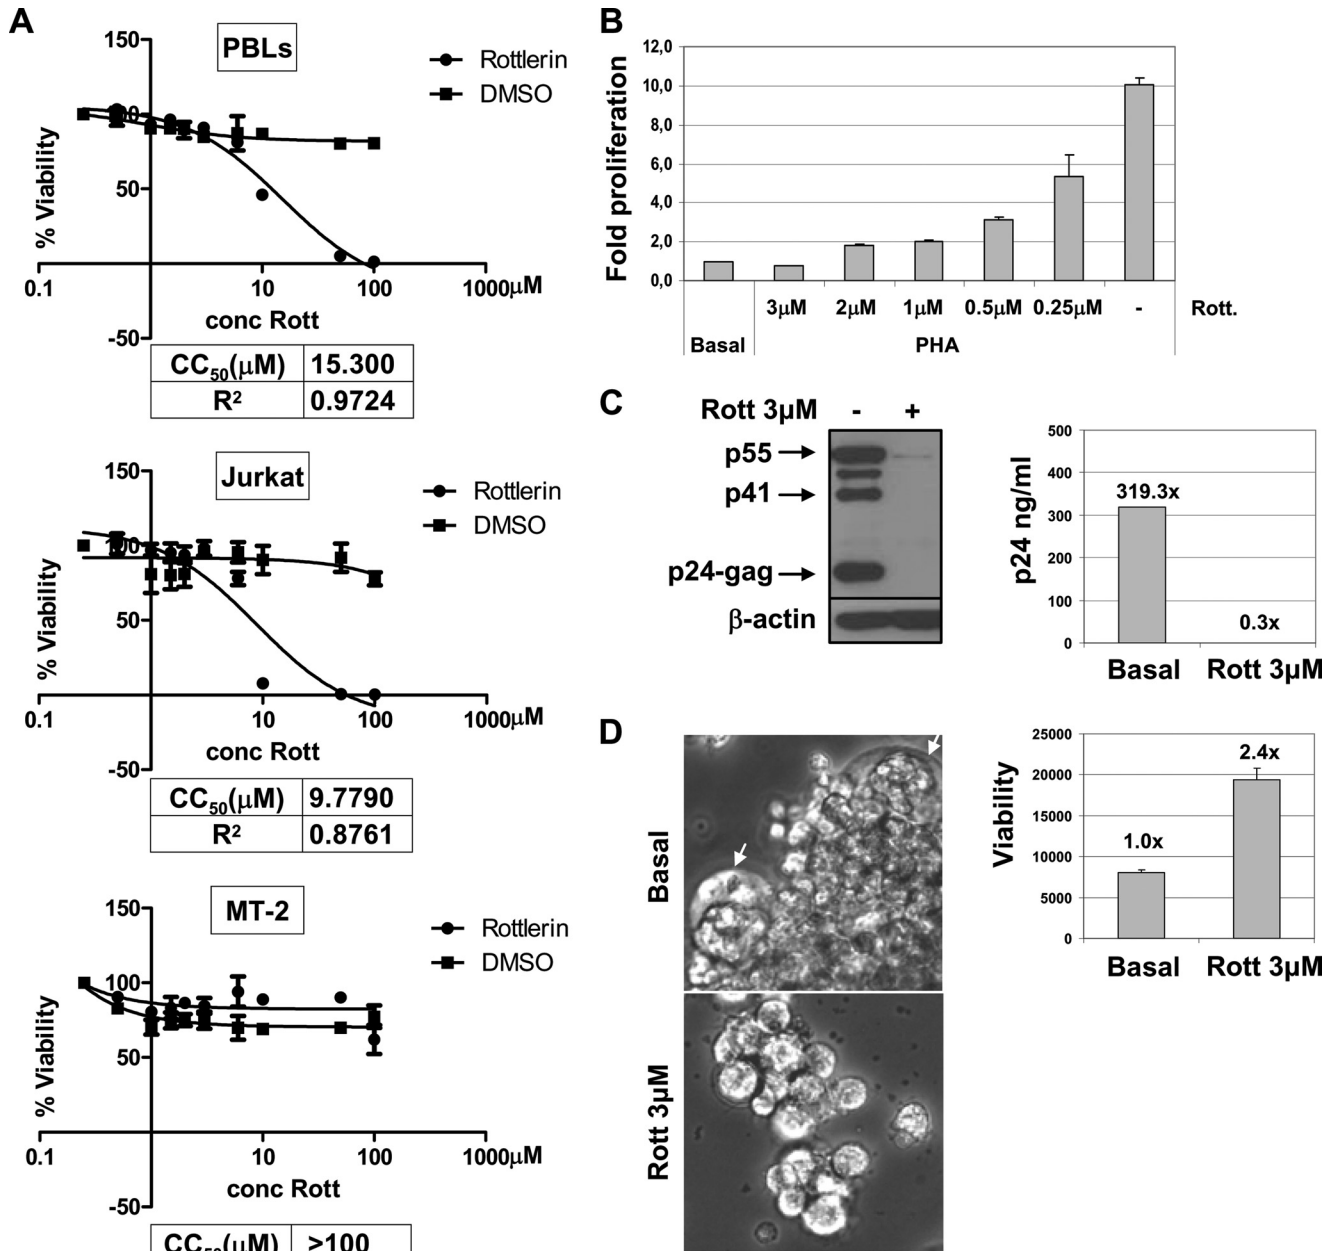 A
PBLs
150
100
50
-50
% Viability
Rottlerin
DMSO
0.1
10
100
1000μM
conc Rott
CC50(μM) 15.300
R² 0.9724
Jurkat
150
100
50
-50
% Viability
Rottlerin
DMSO
0.1
10
100
1000μM
conc Rott
CC50(μM) 9.7790
R² 0.8761
MT-2
150
100
50
-50
% Viability
Rottlerin
DMSO
0.1
10
100
1000μM
conc Rott
CC50(μM) >100
B
Fold proliferation
12,0
10,0
8,0
6,0
4,0
2,0
0,0
3μM 2μM 1μM 0.5μM 0.25μM - Rott.
Basal PHA
C
Rott 3μM - +
p55
p41
p24-gag
β-actin
p24 ng/ml
500
400
300
200
100
0
319.3x
0.3x
Basal Rott 3μM
D
Basal
Rott 3μM
Viability
25000
20000
15000
10000
5000
0
1.0x
2.4x
Basal Rott 3μM